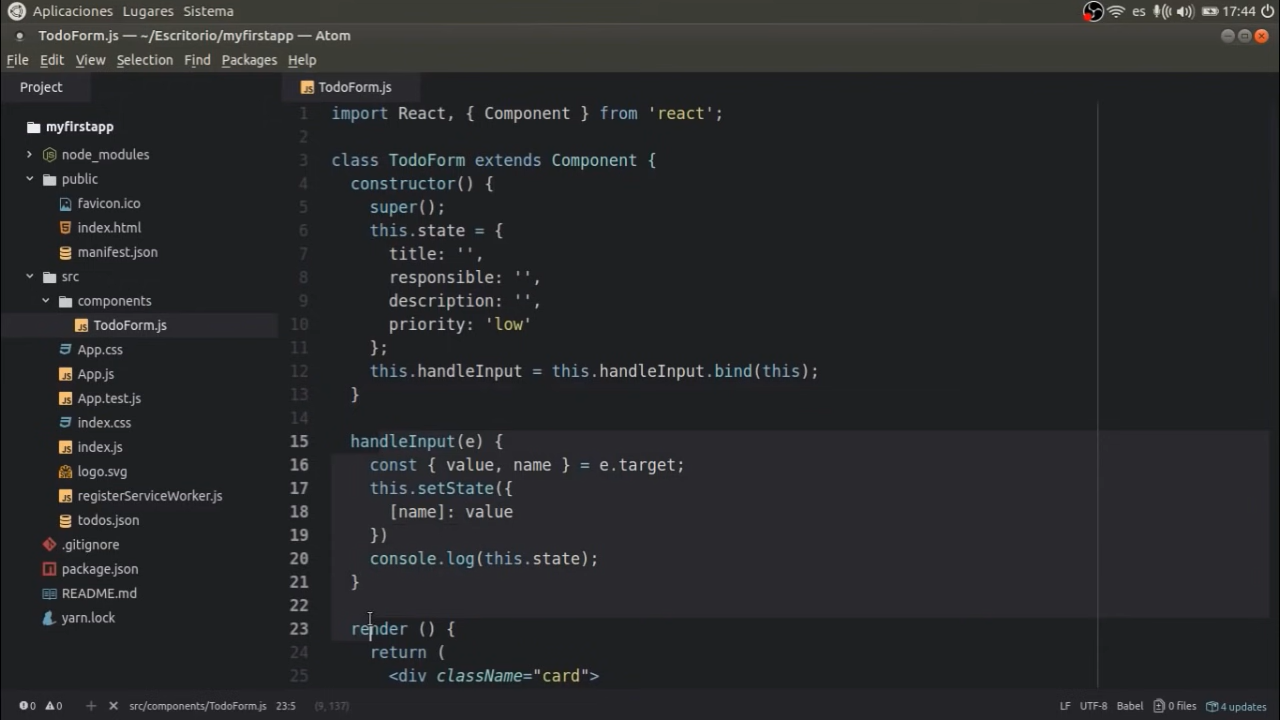 Aplicaciones Lugares Sistema es 17:44
TodoForm.js — ~/Escritorio/myfirstapp — Atom
File Edit View Selection Find Packages Help
Project TodoForm.js
myfirstapp
node_modules
public
favicon.ico
index.html
manifest.json
src
components
TodoForm.js
App.css
App.js
App.test.js
index.css
index.js
logo.svg
registerServiceWorker.js
todos.json
.gitignore
package.json
README.md
yarn.lock
1 import React, { Component } from 'react';
2
3 class TodoForm extends Component {
4 constructor() {
5 super();
6 this.state = {
7 title: '',
8 responsible: '',
9 description: '',
10 priority: 'low'
11 };
12 this.handleInput = this.handleInput.bind(this);
13 }
14
15 handleInput(e) {
16 const { value, name } = e.target;
17 this.setState({
18 [name]: value
19 })
20 console.log(this.state);
21 }
22
23 render () {
24 return (
25 <div className="card">
0 0 + × src/components/TodoForm.js 23:5 (9, 137) LF UTF-8 Babel 0 files 4 updates